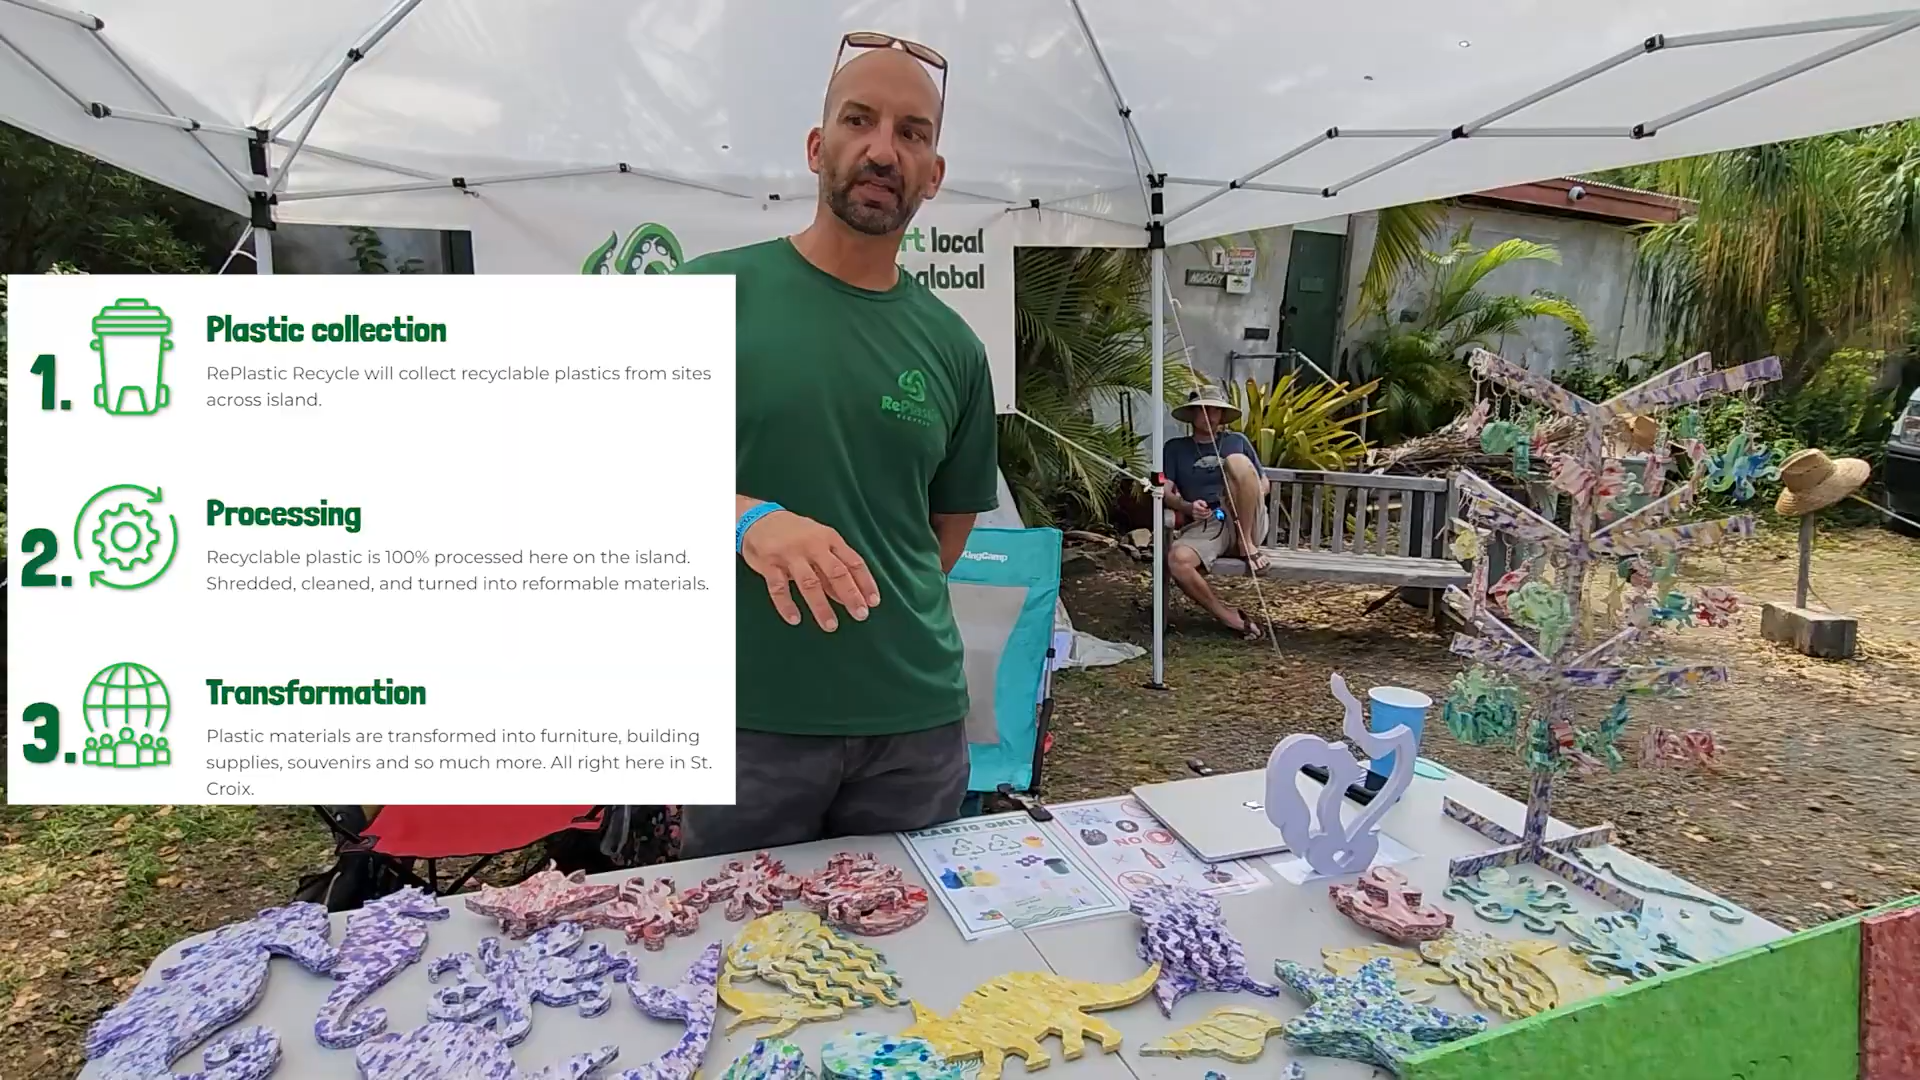 local
global
1.
Plastic collection
RePlastic Recycle will collect recyclable plastics from sites
across island.
2.
Processing
Recyclable plastic is 100% processed here on the island.
Shredded, cleaned, and turned into reformable materials.
3.
Transformation
Plastic materials are transformed into furniture, building
supplies, souvenirs and so much more. All right here in St.
Croix.
RePlastic
KingCamp
NURSERY
PLASTIC ONLY
NO